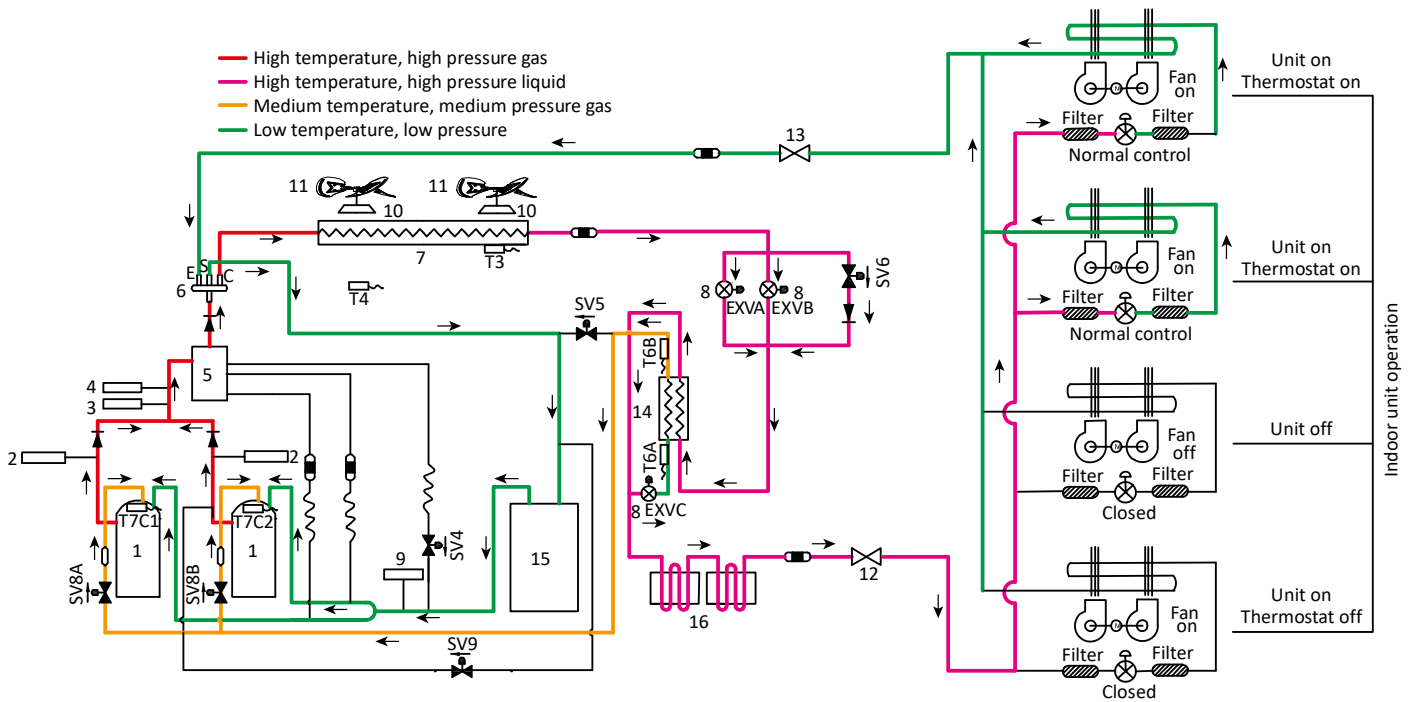 High temperature, high pressure gas
High temperature, high pressure liquid
Medium temperature, medium pressure gas
Low temperature, low pressure
13
11
11
10
10
7
T3
T4
E
S
C
6
SV5
8
EXVA
8
EXVB
SV6
T6B
14
T6A
8
EXVC
5
4
3
2
2
T7C1
T7C2
1
1
SV8A
SV8B
9
SV4
15
SV9
16
12
Fan
on
Filter
Filter
Normal control
Unit on
Thermostat on
Fan
on
Filter
Filter
Normal control
Unit on
Thermostat on
Fan
off
Filter
Filter
Closed
Unit off
Fan
on
Filter
Filter
Closed
Unit on
Thermostat off
Indoor unit operation